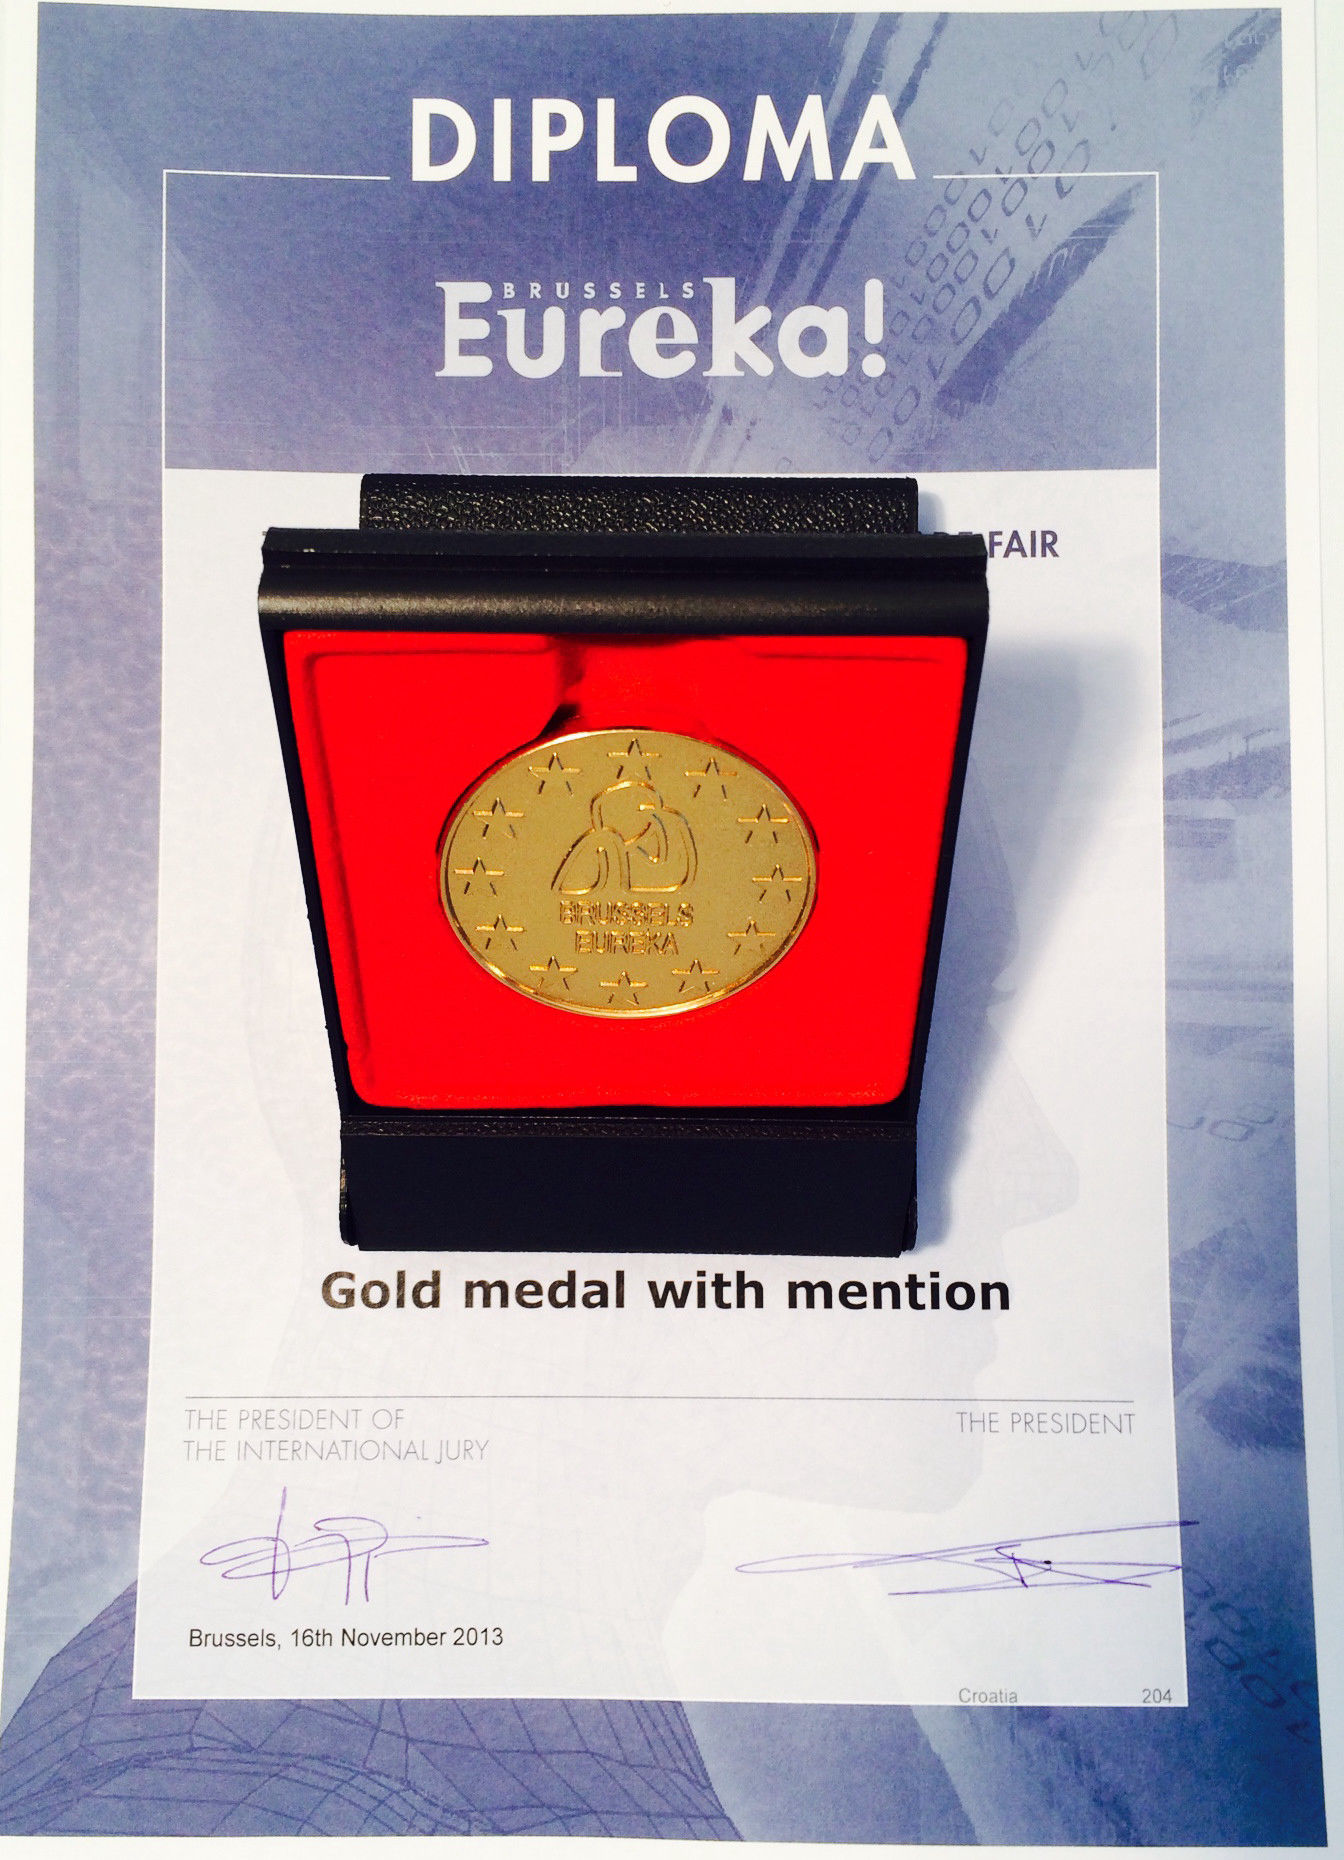 DIPLOMA
BRUSSELS
Eureka!
FAIR
BRUSSELS
EUREKA
Gold medal with mention
THE PRESIDENT OF
THE INTERNATIONAL JURY
THE PRESIDENT
Brussels, 16th November 2013
Croatia 204